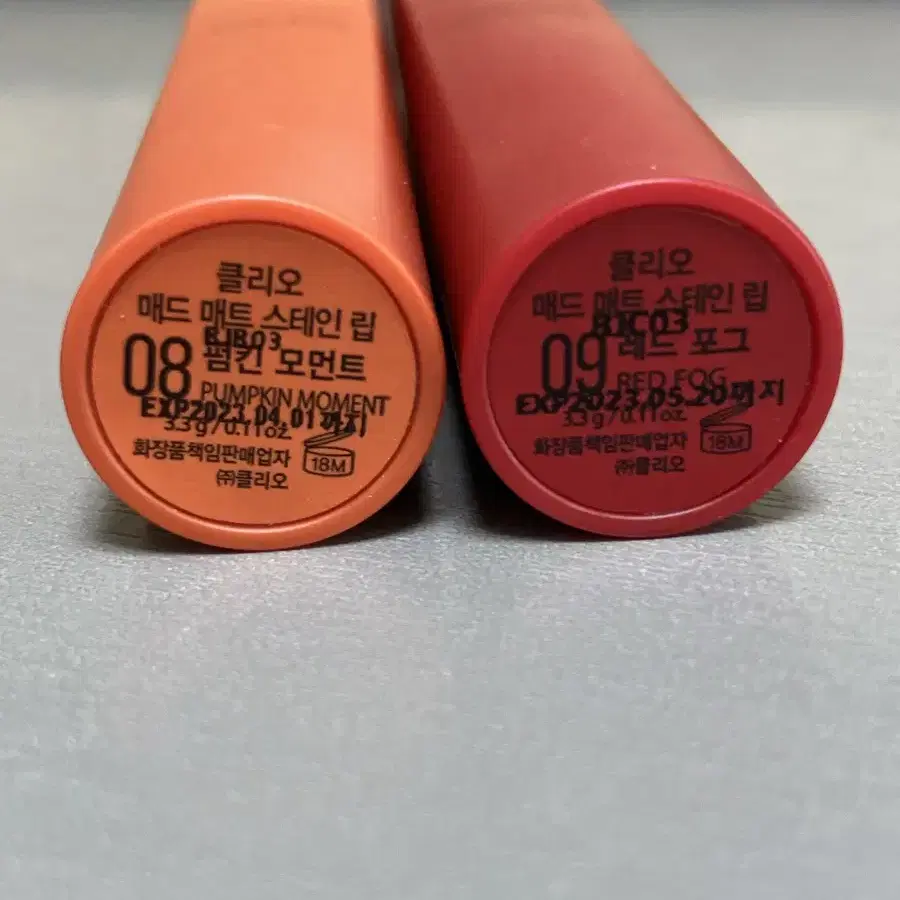 클리오
매드 매트 스테인 립
BJB03
08 펌킨 모먼트
PUMPKIN MOMENT
EXP2023.04.01까지
3.3g/0.11oz.
화장품책임판매업자
18M
㈜클리오
클리오
매드 매트 스테인 립
BJC03
09 레드 포그
RED FOG
EXP2023.05.20까지
3.3g/0.11oz.
화장품책임판매업자
18M
㈜클리오